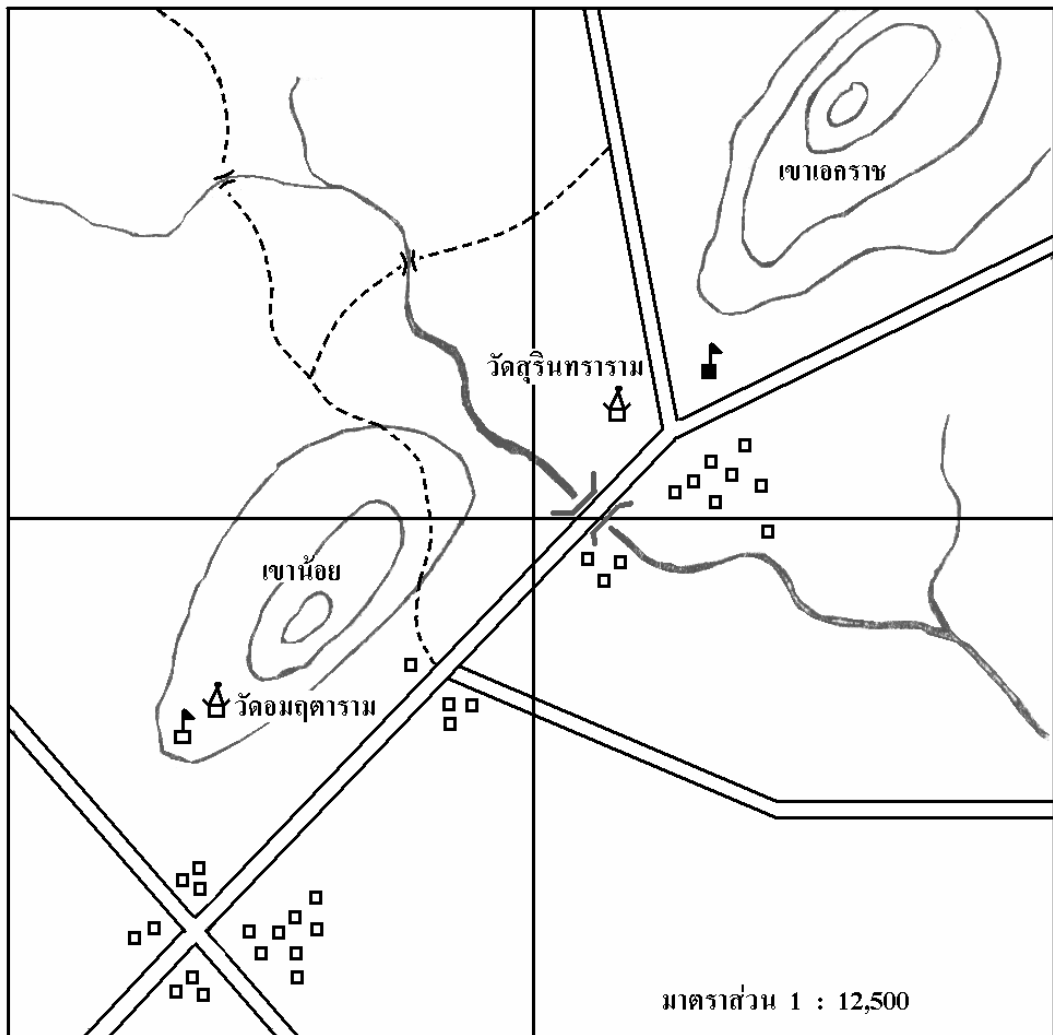 เขาเอกราช
วัดสุรินทราราม
เขาน้อย
วัดอมฤตาราม
มาตราส่วน 1 : 12,500